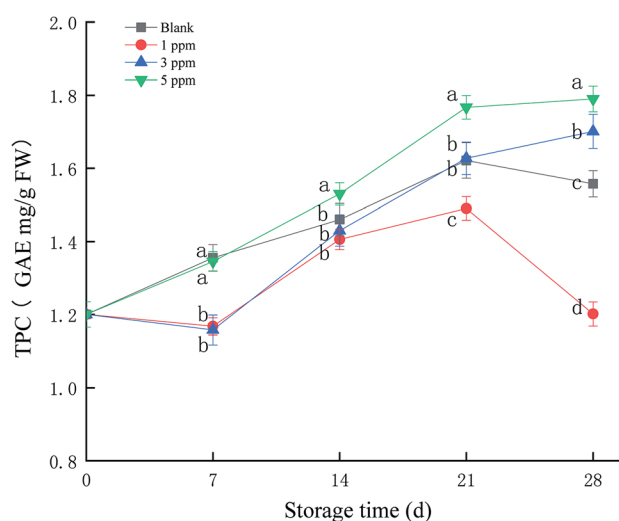 2.0
1.8
1.6
1.4
1.2
1.0
0.8
TPC ( GAE mg/g FW)
Blank
1 ppm
3 ppm
5 ppm
a
a
b
b
a
b
b
b
a
b
b
c
a
b
c
d
0
7
14
21
28
Storage time (d)